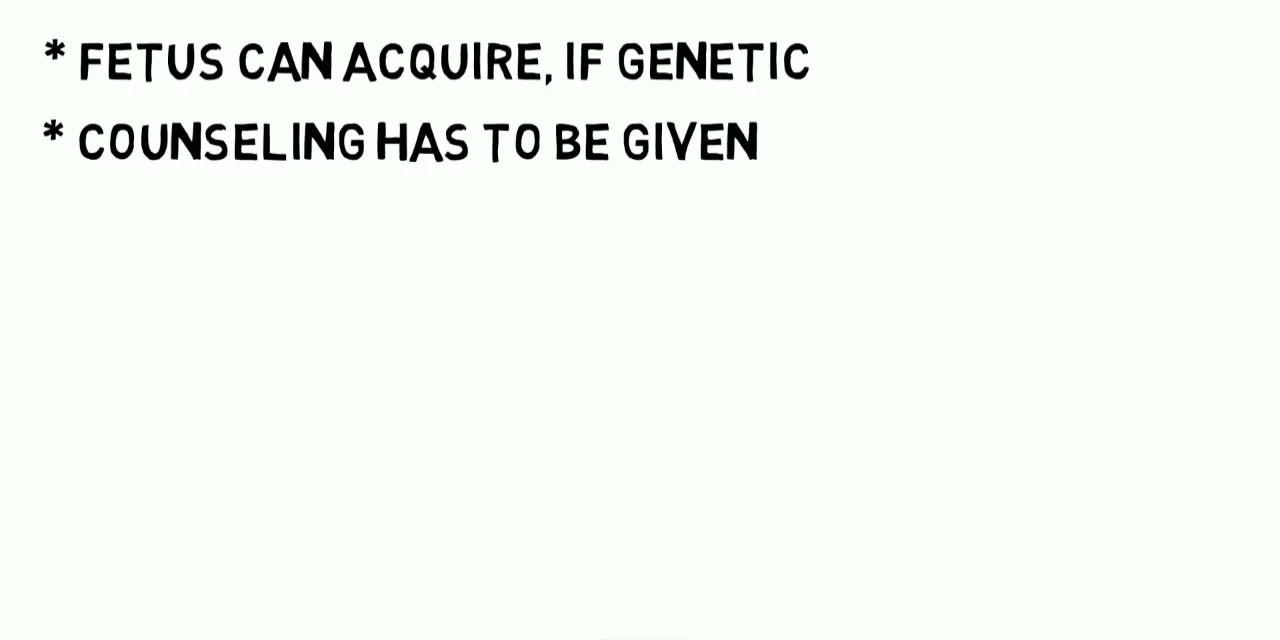 * FETUS CAN ACQUIRE, IF GENETIC
* COUNSELING HAS TO BE GIVEN